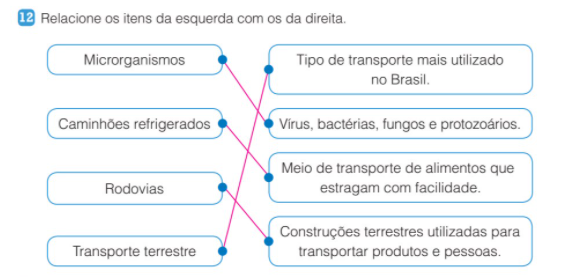 12 Relacione os itens da esquerda com os da direita.
Microrganismos
Tipo de transporte mais utilizado
no Brasil.
Caminhões refrigerados
Vírus, bactérias, fungos e protozoários.
Meio de transporte de alimentos que
estragam com facilidade.
Rodovias
Construções terrestres utilizadas para
transportar produtos e pessoas.
Transporte terrestre